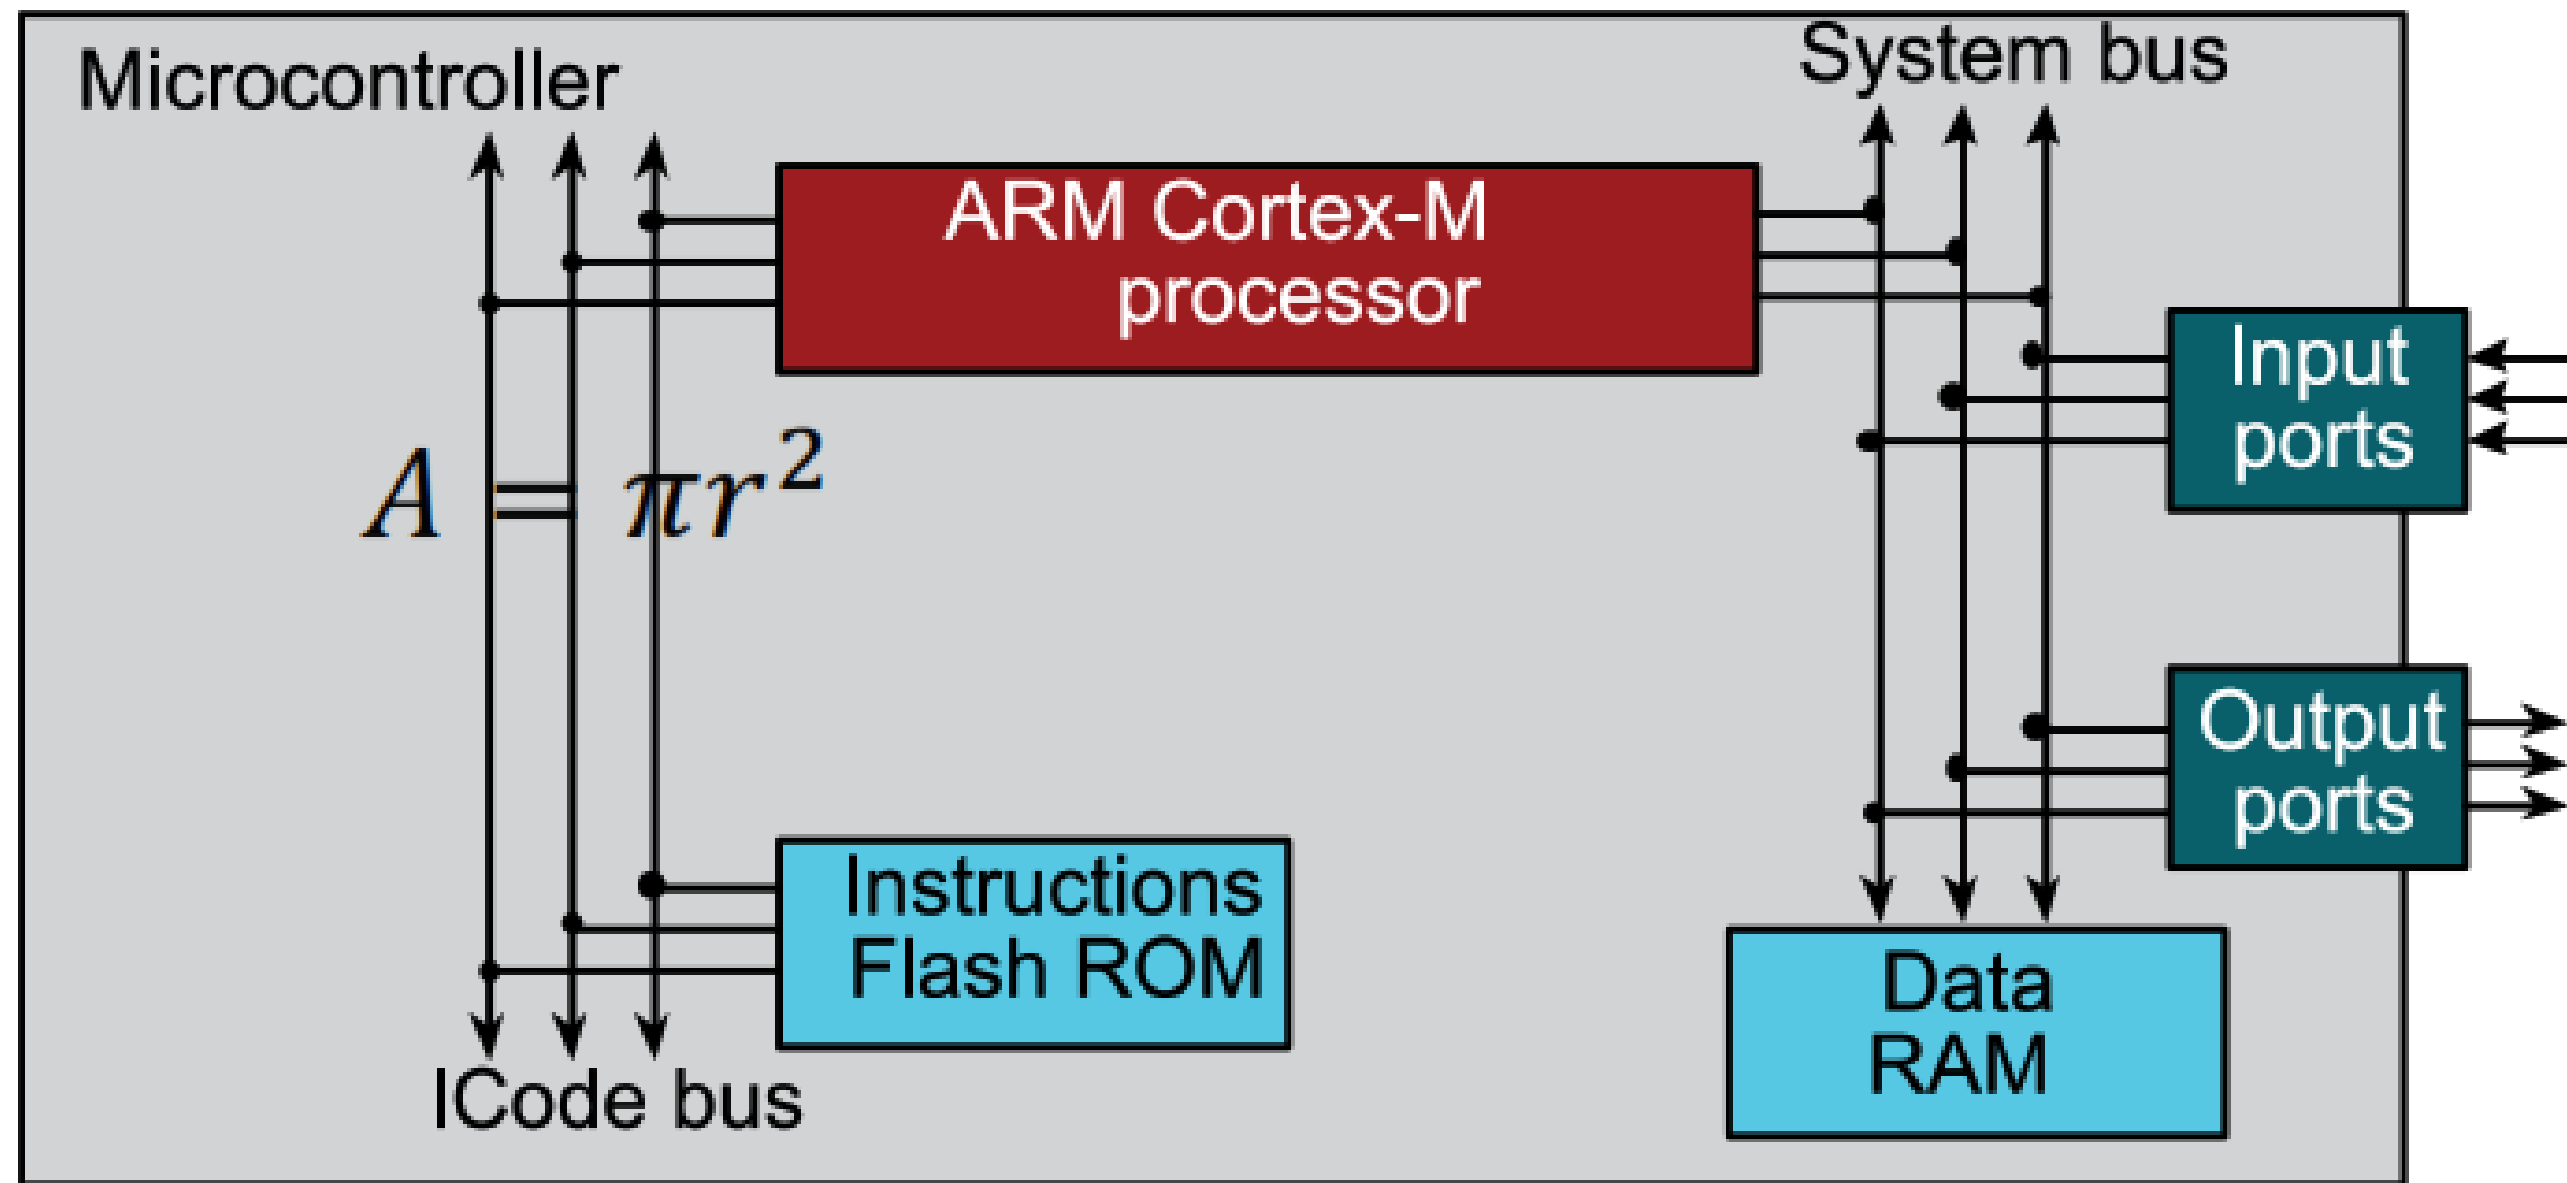 Microcontroller
System bus
ARM Cortex-M
processor
Input
ports
A = πr²
Output
ports
Instructions
Flash ROM
Data
RAM
ICode bus